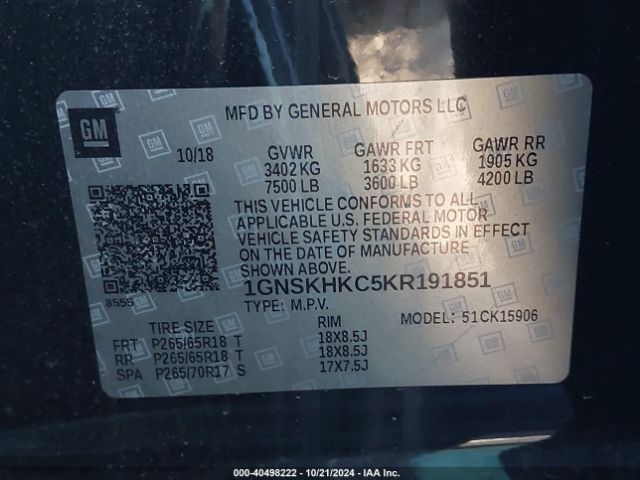 GM
MFD BY GENERAL MOTORS LLC
10/18 GVWR GAWR FRT GAWR RR
3402 KG 1633 KG 1905 KG
7500 LB 3600 LB 4200 LB
THIS VEHICLE CONFORMS TO ALL
APPLICABLE U.S. FEDERAL MOTOR
VEHICLE SAFETY STANDARDS IN EFFECT
ON THE DATE OF MANUFACTURE
SHOWN ABOVE.
8555 1GNSKHKC5KR191851
TYPE: M.P.V. MODEL: 51CK15906
TIRE SIZE RIM
FRT P265/65R18 T 18X8.5J
RR P265/65R18 T 18X8.5J
SPA P265/70R17 S 17X7.5J
000-40498222 - 10/21/2024 - IAA Inc.